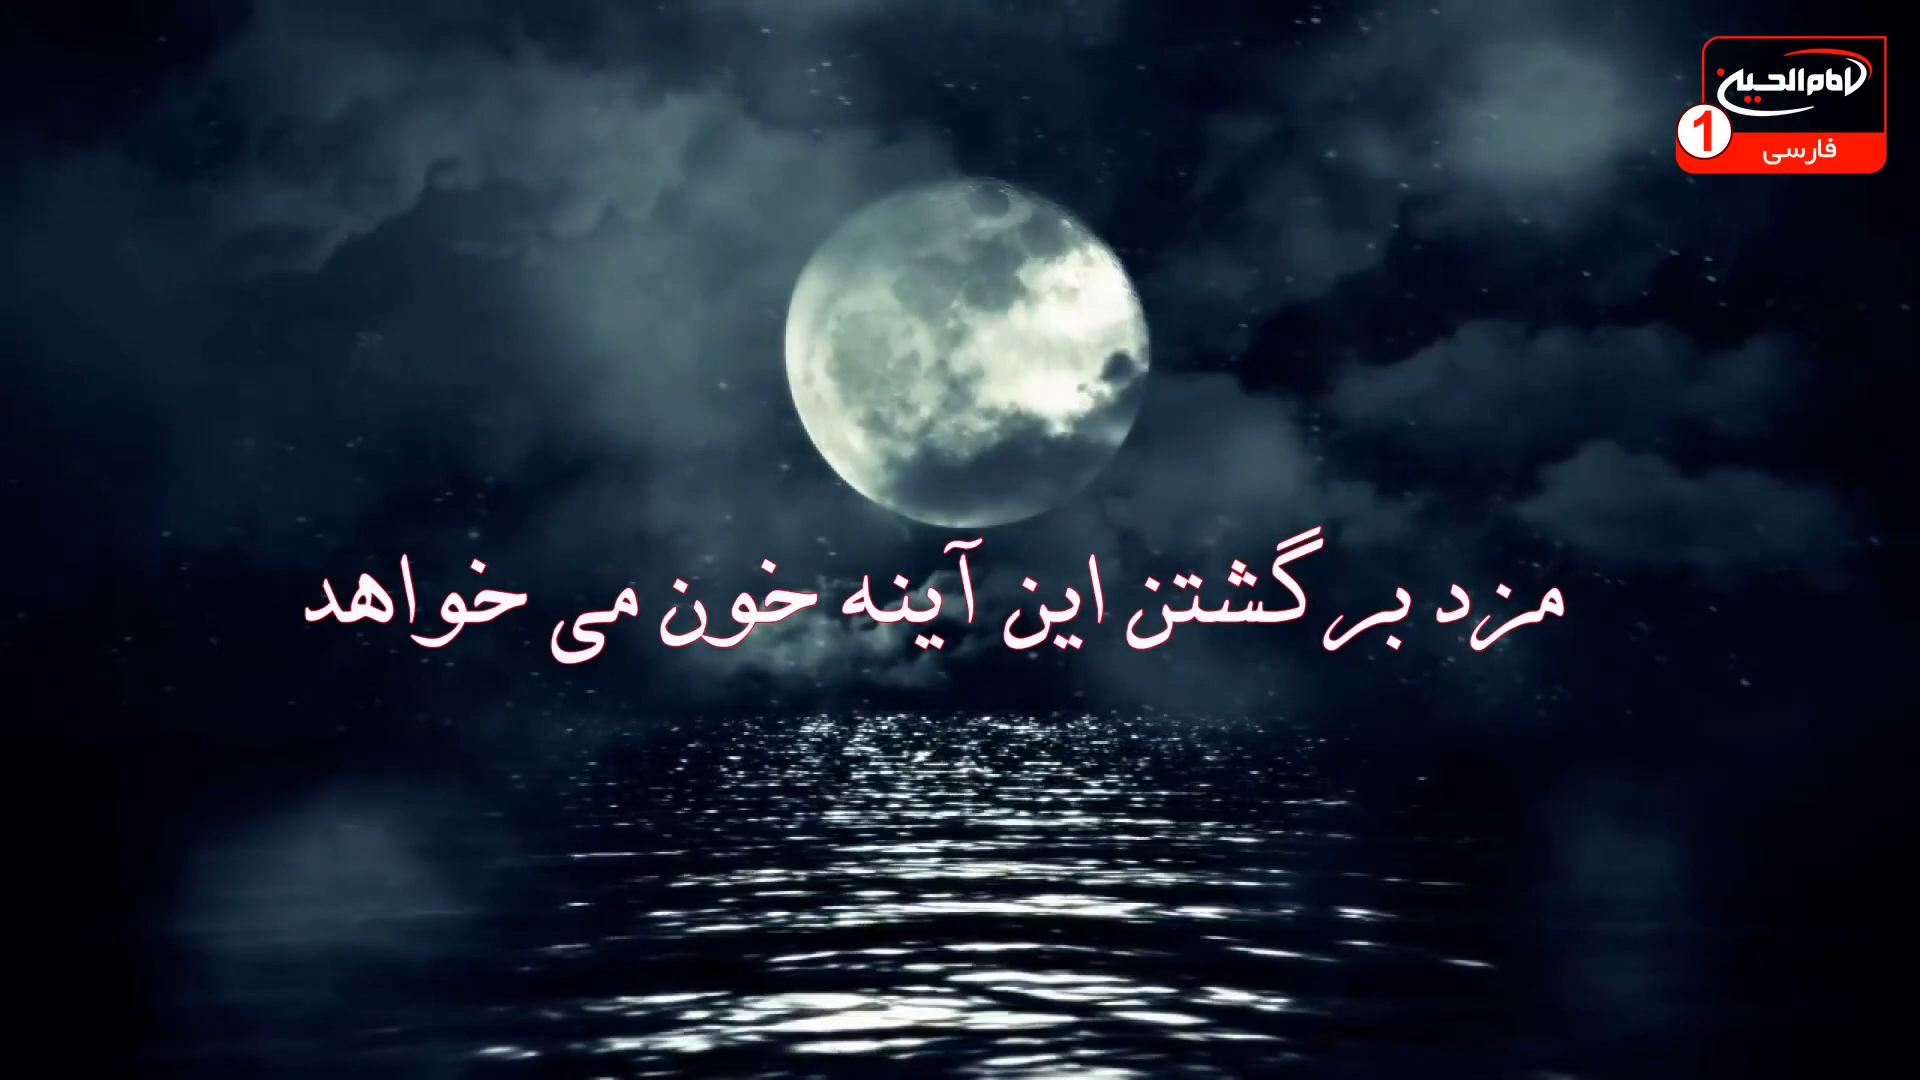 امام الحسین
1
فارسی
مزد برگشتن این آینه خون می خواهد